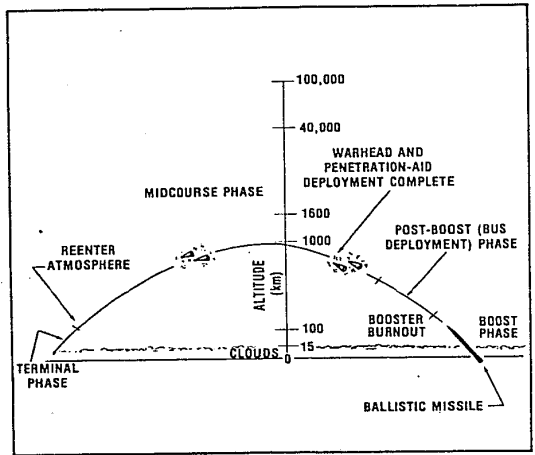 100,000
40,000
WARHEAD AND
PENETRATION-AID
DEPLOYMENT COMPLETE
MIDCOURSE PHASE
1600
1000
POST-BOOST (BUS
DEPLOYMENT) PHASE
REENTER
ATMOSPHERE
ALTITUDE
(km)
BOOSTER
BURNOUT
BOOST
PHASE
100
15
CLOUDS
0
TERMINAL
PHASE
BALLISTIC MISSILE